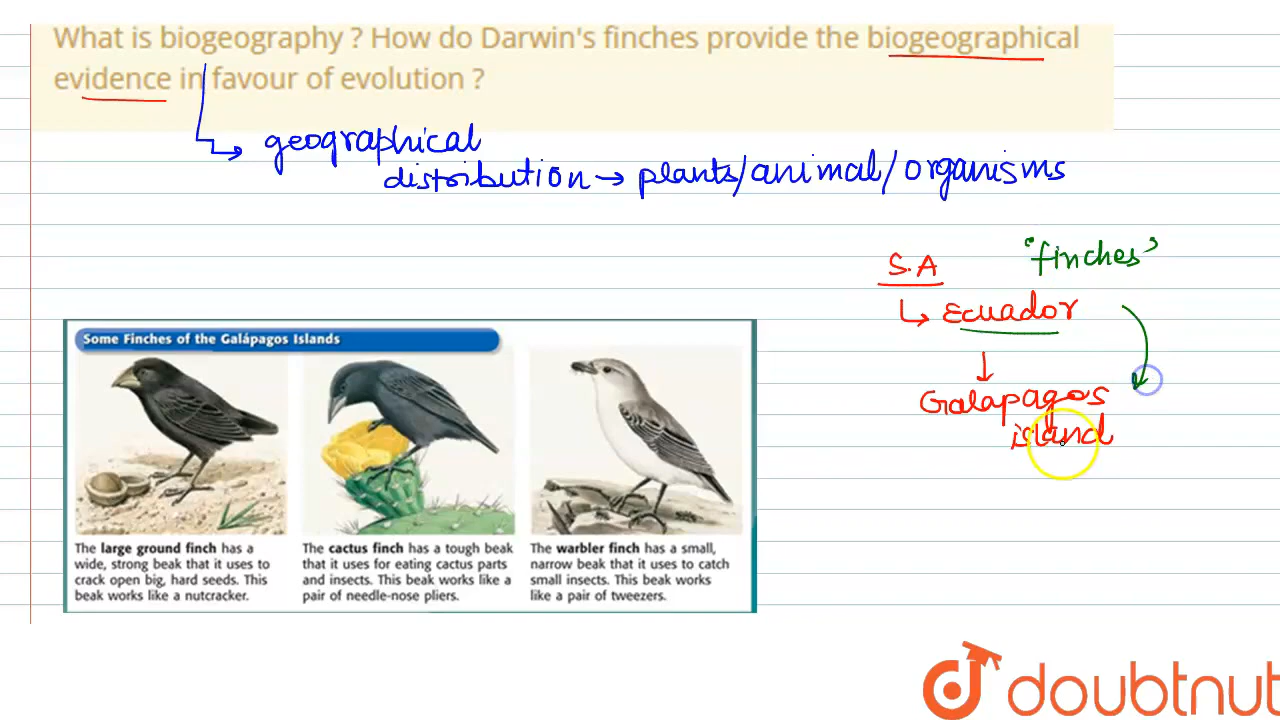 What is biogeography ? How do Darwin's finches provide the biogeographical
evidence in favour of evolution ?
geographical
distribution → plants/animal/organisms
S.A
'finches'
↳ Ecuador
↓
Galapagos
island
Some Finches of the Galápagos Islands
The large ground finch has a
wide, strong beak that it uses to
crack open big, hard seeds. This
beak works like a nutcracker.
The cactus finch has a tough beak
that it uses for eating cactus parts
and insects. This beak works like a
pair of needle-nose pliers.
The warbler finch has a small,
narrow beak that it uses to catch
small insects. This beak works
like a pair of tweezers.
doubtnut